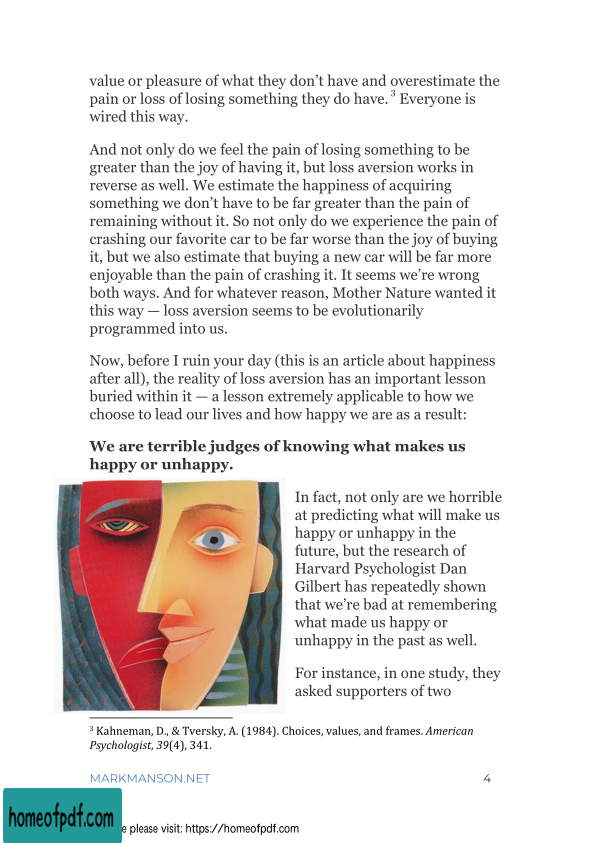 value or pleasure of what they don’t have and overestimate the
pain or loss of losing something they do have. 3 Everyone is
wired this way.
And not only do we feel the pain of losing something to be
greater than the joy of having it, but loss aversion works in
reverse as well. We estimate the happiness of acquiring
something we don’t have to be far greater than the pain of
remaining without it. So not only do we experience the pain of
crashing our favorite car to be far worse than the joy of buying
it, but we also estimate that buying a new car will be far more
enjoyable than the pain of crashing it. It seems we’re wrong
both ways. And for whatever reason, Mother Nature wanted it
this way — loss aversion seems to be evolutionarily
programmed into us.
Now, before I ruin your day (this is an article about happiness
after all), the reality of loss aversion has an important lesson
buried within it — a lesson extremely applicable to how we
choose to lead our lives and how happy we are as a result:
We are terrible judges of knowing what makes us
happy or unhappy.
In fact, not only are we horrible
at predicting what will make us
happy or unhappy in the
future, but the research of
Harvard Psychologist Dan
Gilbert has repeatedly shown
that we’re bad at remembering
what made us happy or
unhappy in the past as well.
For instance, in one study, they
asked supporters of two
3 Kahneman, D., & Tversky, A. (1984). Choices, values, and frames. American
Psychologist, 39(4), 341.
MARKMANSON.NET 4
homeofpdf.com
e please visit: https://homeofpdf.com